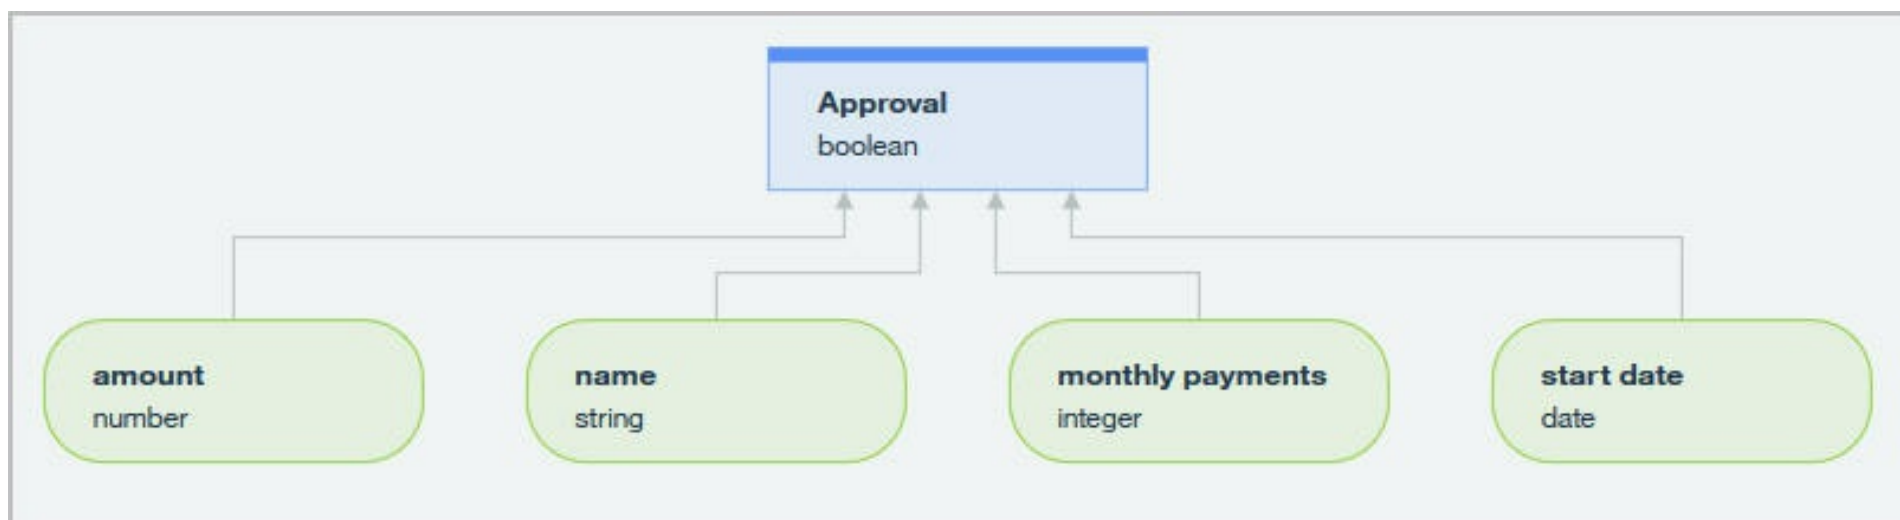 Approval
boolean
amount
number
name
string
monthly payments
integer
start date
date